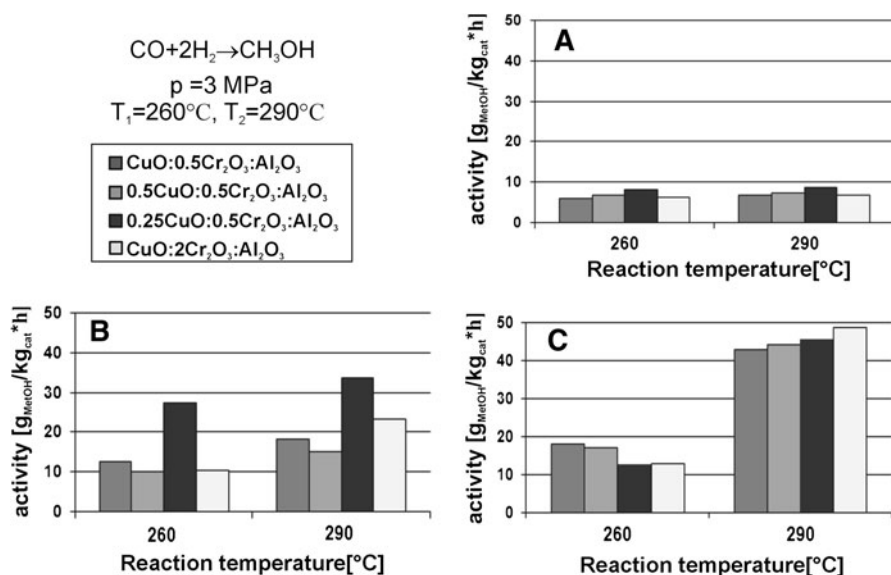 CO+2H₂→CH₃OH
p =3 MPa
T₁=260°C, T₂=290°C
CuO:0.5Cr₂O₃:Al₂O₃
0.5CuO:0.5Cr₂O₃:Al₂O₃
0.25CuO:0.5Cr₂O₃:Al₂O₃
CuO:2Cr₂O₃:Al₂O₃
A
activity [g_MetOH/kg_cat*h]
50
40
30
20
10
0
260 290
Reaction temperature[°C]
B
activity [g_MetOH/kg_cat*h]
50
40
30
20
10
0
260 290
Reaction temperature[°C]
C
activity [g_MetOH/kg_cat*h]
50
40
30
20
10
0
260 290
Reaction temperature[°C]